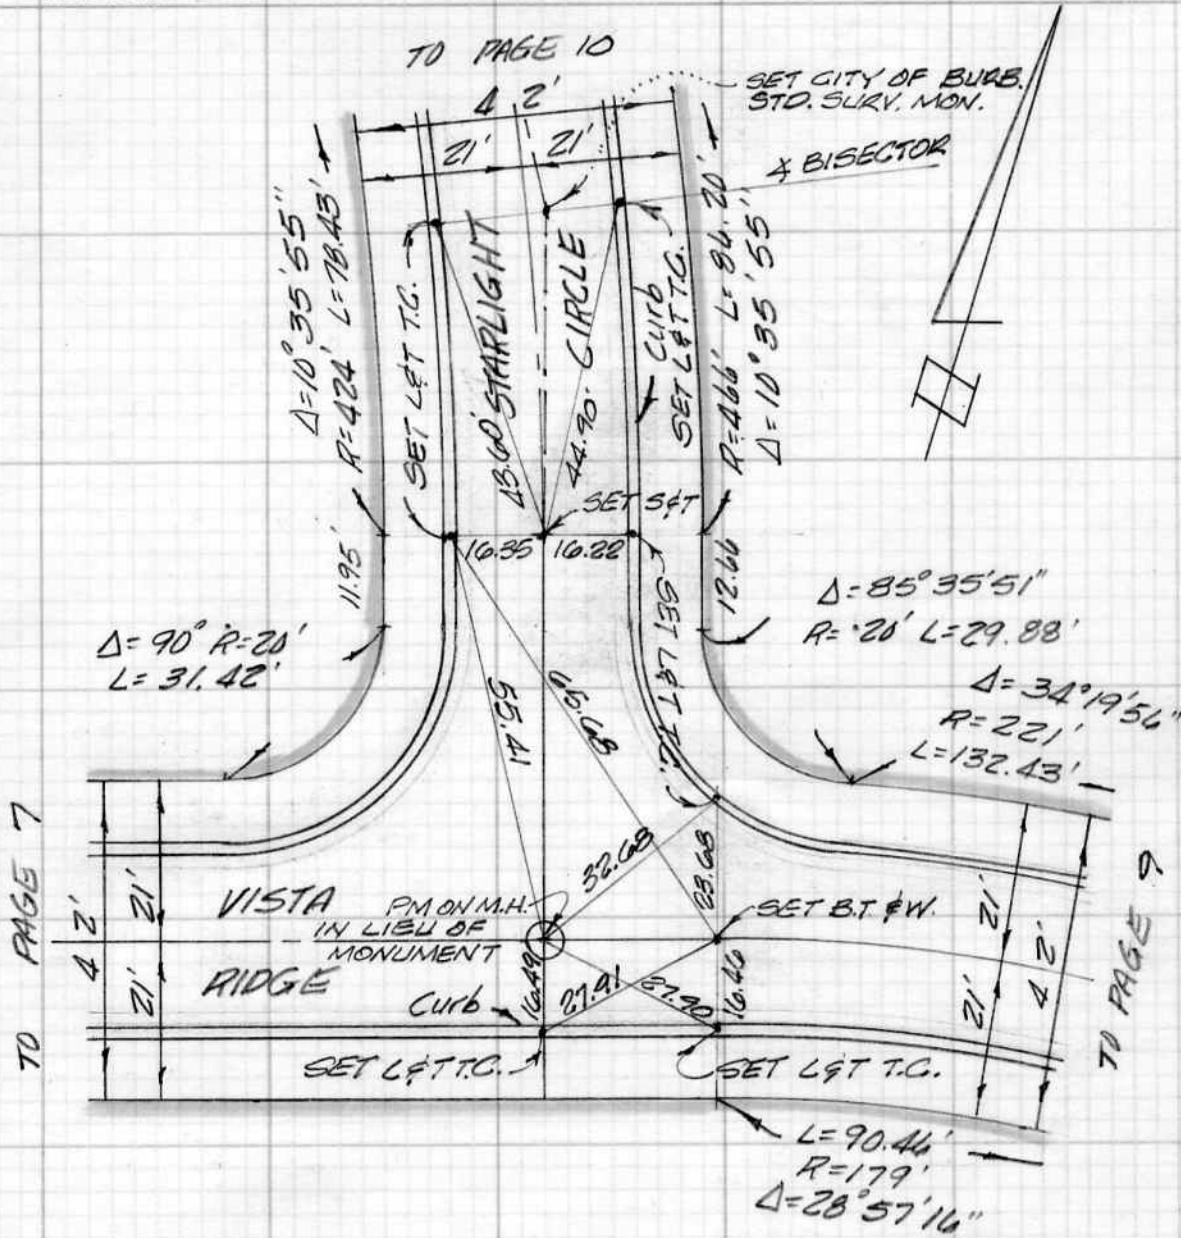 TO PAGE 10
SET CITY OF BURB.
STD. SURV. MON.
42'
21' 21'
∡ BISECTOR
Δ=10°35'55"
R=424' L=78.43'
SET L&T T.C.
43.60'
STARLIGHT
CIRCLE
44.90'
Curb
SET L&T T.C.
R=466' L=86.20'
Δ=10°35'55"
SET S&T
16.35 16.22
11.95'
12.66
SET L&T T.C.
Δ=90° R=20'
L=31.42'
Δ=85°35'51"
R=20' L=29.88'
Δ=34°19'56"
R=221'
L=132.43'
55.41
65.68
32.68
23.68
TO PAGE 7
42'
21'
21'
VISTA
RIDGE
PM ON M.H.
IN LIEU OF
MONUMENT
SET B.T. &W.
16.49
27.91
27.90
16.46
Curb
SET L&T T.C.
SET L&T T.C.
21'
21'
42'
TO PAGE 9
L=90.46'
R=179'
Δ=28°57'16"